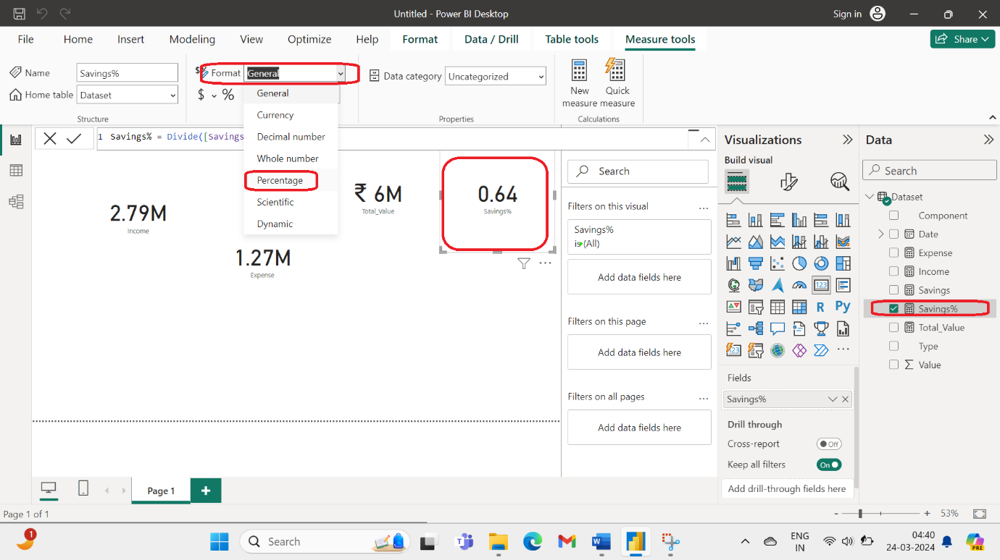 Untitled - Power BI Desktop
Sign in
File Home Insert Modeling View Optimize Help Format Data / Drill Table tools Measure tools
Share
Name Savings%
Home table Dataset
Structure
Format General
$ %
General
Currency
Decimal number
Whole number
Percentage
Scientific
Dynamic
Data category Uncategorized
Properties
New measure
Quick measure
Calculations
1 Savings% = Divide([Savings
2.79M
Income
1.27M
Expense
₹ 6M
Total_Value
0.64
Savings%
Search
Filters on this visual ...
Savings%
is (All)
Add data fields here
Filters on this page ...
Add data fields here
Filters on all pages ...
Add data fields here
Visualizations
Build visual
123
R Py
123
...
Fields
Savings%
Drill through
Cross-report Off
Keep all filters On
Add drill-through fields here
Data
Search
Dataset
Component
Date
Expense
Income
Savings
Savings%
Total_Value
Type
Σ Value
Page 1
+
Page 1 of 1
- + 53%
1
Search
W
ENG
IN
04:40
24-03-2024
PRE